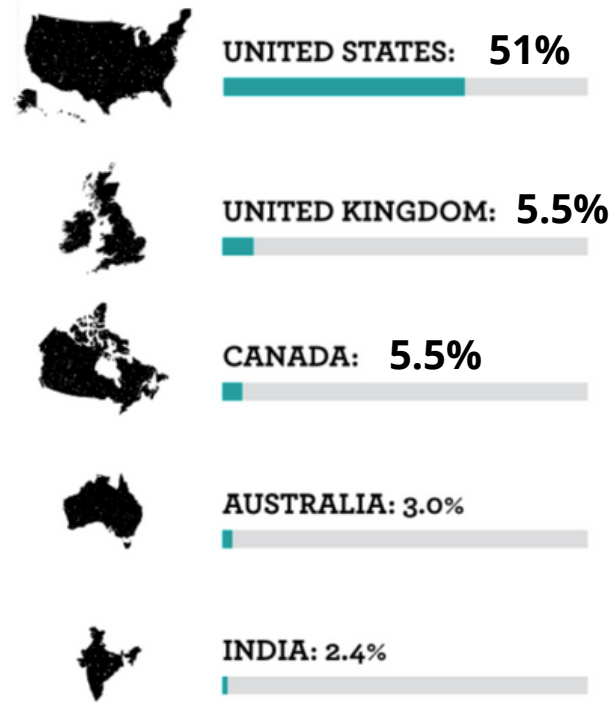 UNITED STATES: 51%
UNITED KINGDOM: 5.5%
CANADA: 5.5%
AUSTRALIA: 3.0%
INDIA: 2.4%